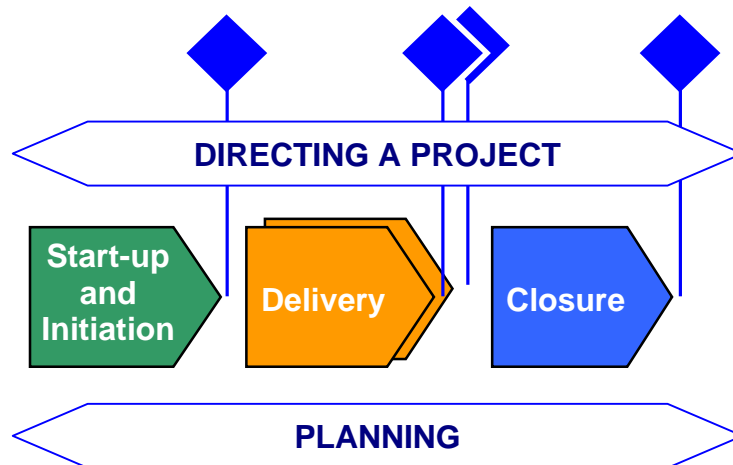 DIRECTING A PROJECT
Start-up
and
Initiation
Delivery
Closure
PLANNING